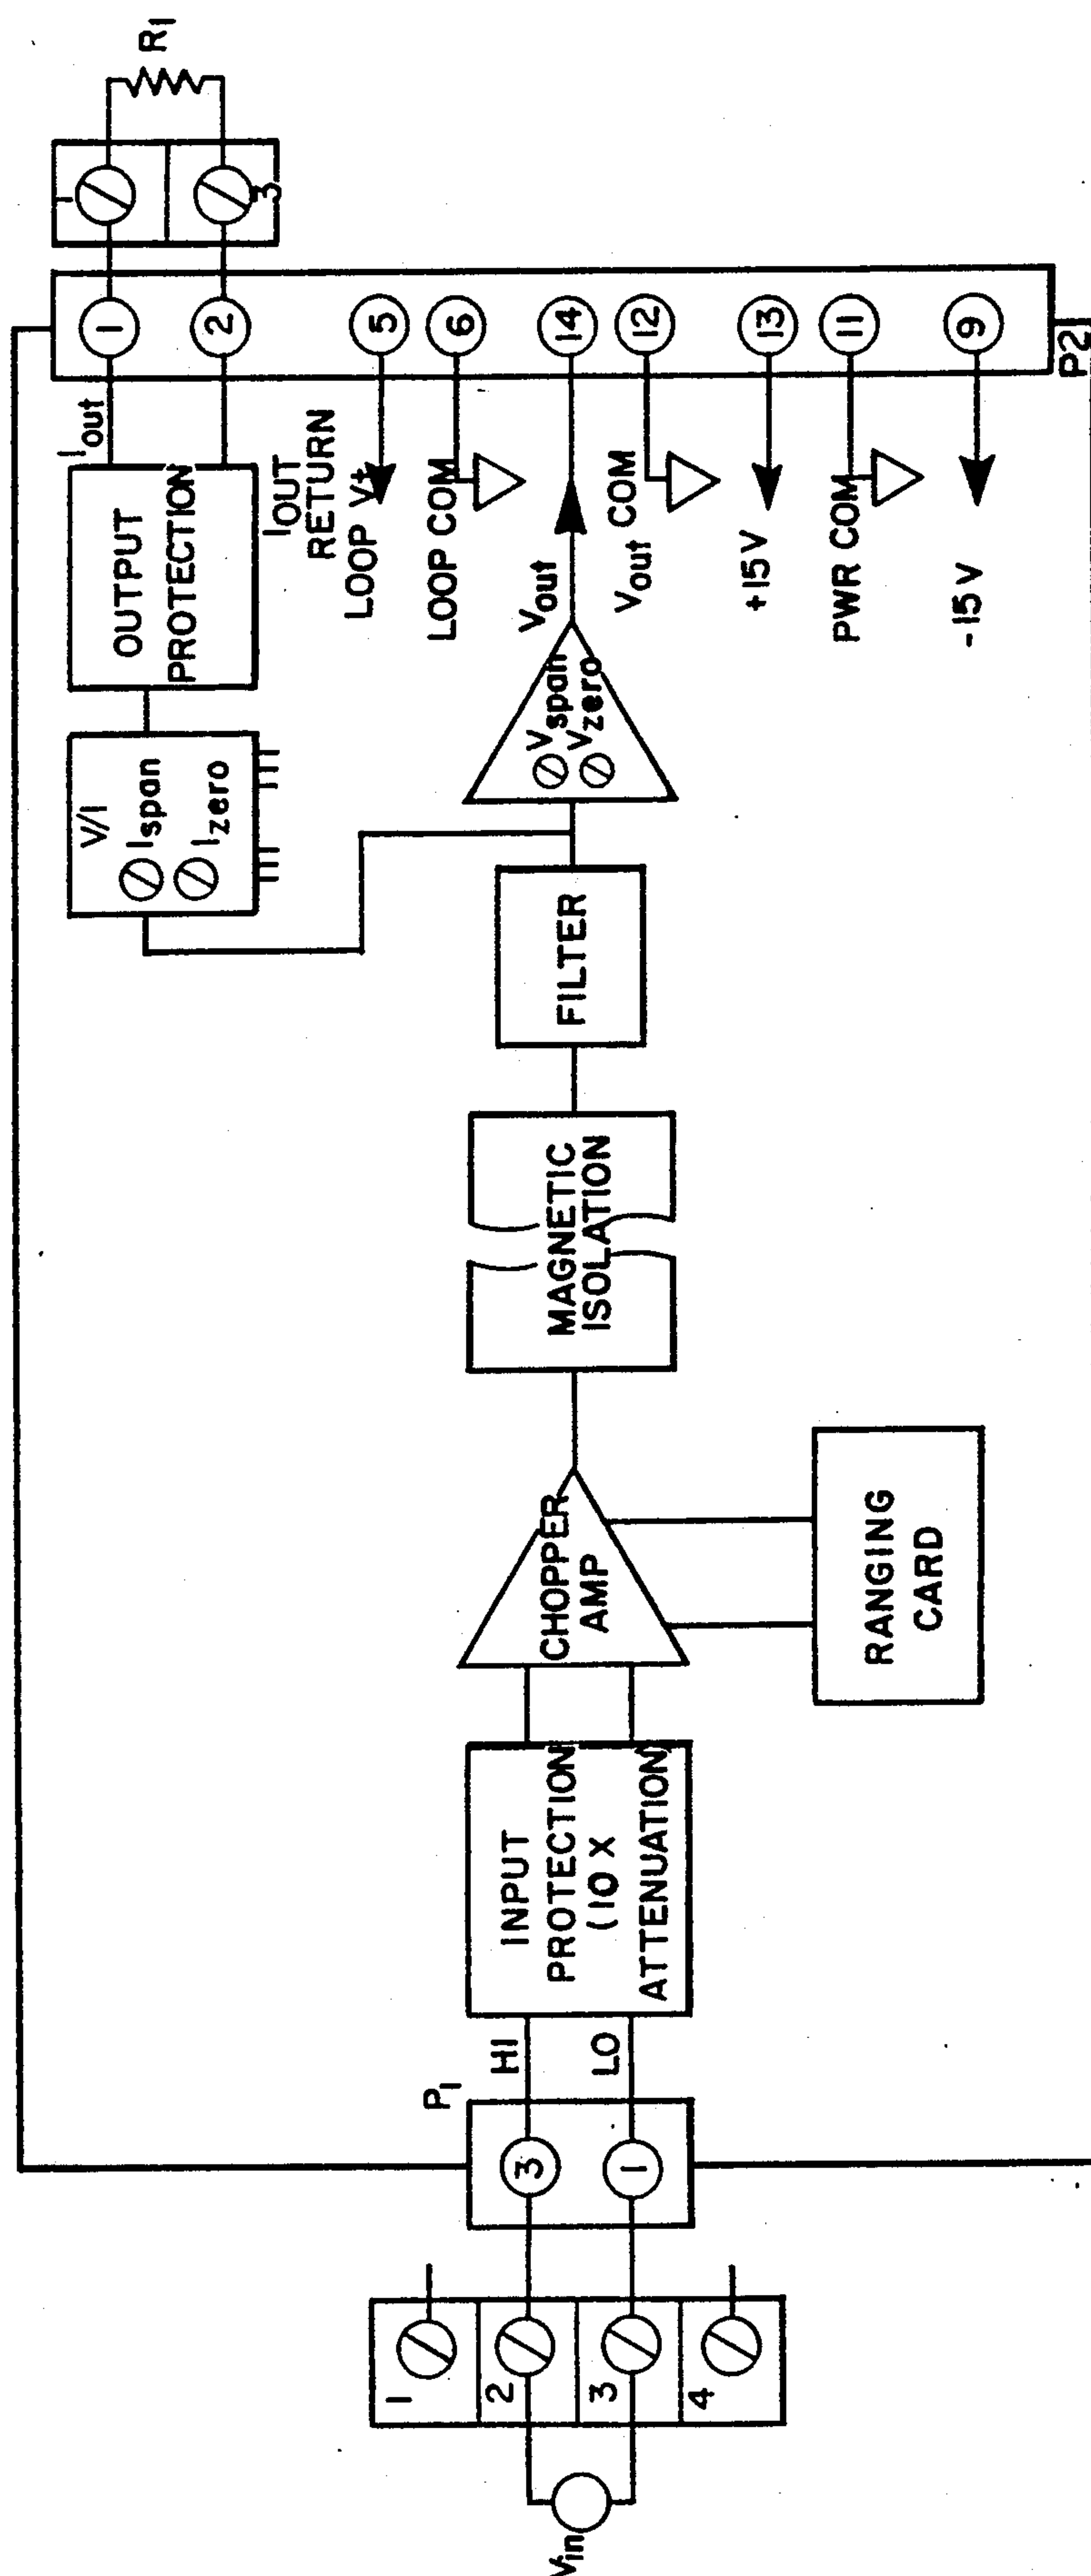 Vin
1
2
3
4
P1
3
1
HI
LO
INPUT
PROTECTION
(10 X
ATTENUATION)
CHOPPER
AMP
RANGING
CARD
MAGNETIC
ISOLATION
FILTER
V/I
Ispan
Izero
Vspan
Vzero
OUTPUT
PROTECTION
Iout
IOUT
RETURN
LOOP V+
LOOP COM
Vout
Vout COM
+15V
PWR COM
-15V
1
2
5
6
14
12
13
11
9
P2
1
3
R1